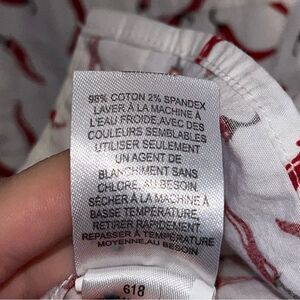 98% COTON 2% SPANDEX
LAVER À LA MACHINE À
L'EAU FROIDE,AVEC DES
COULEURS SEMBLABLES
UTILISER SEULEMENT
UN AGENT DE
BLANCHIMENT SANS
CHLORE, AU BESOIN.
SÉCHER À LA MACHINE À
BASSE TEMPÉRATURE,
RETIRER RAPIDEMENT.
REPASSER À TEMPÉRATURE
MOYENNE,AU BESOIN
618